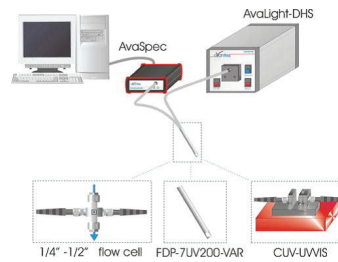 AvaLight-DHS
AvaSpec
1/4" -1/2" flow cell
FDP-7UV200-VAR
CUV-UVVIS